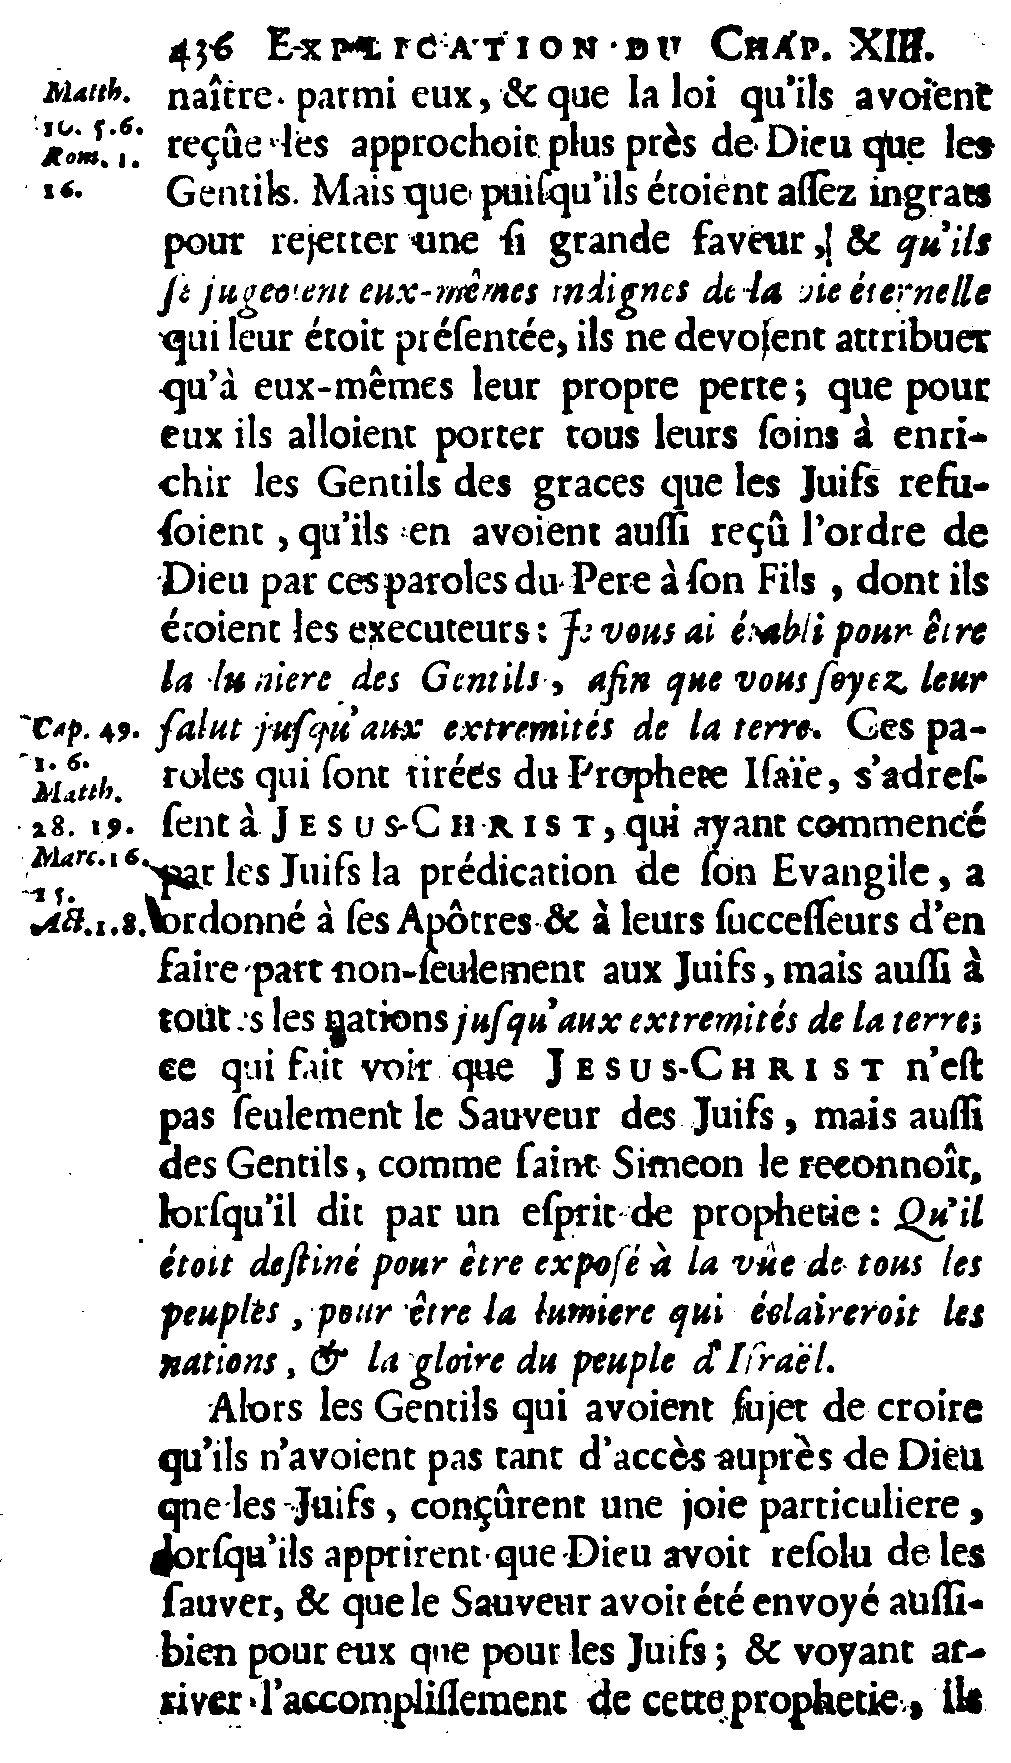 436 EXPLICATION DU CHAP. XIII.
Matth.
10. 5.6.
Rom. 1.
16.
naître parmi eux, & que la loi qu'ils avoient
reçûe les approchoit plus près de Dieu que les
Gentils. Mais que puiſqu'ils étoient aſſez ingrats
pour rejetter une ſi grande faveur, & qu'ils
ſe jugeoient eux-mêmes indignes de la vie éternelle
qui leur étoit préſentée, ils ne devoient attribuer
qu'à eux-mêmes leur propre perte; que pour
eux ils alloient porter tous leurs ſoins à enri-
chir les Gentils des graces que les Juifs refu-
ſoient, qu'ils en avoient auſſi reçû l'ordre de
Dieu par ces paroles du Pere à ſon Fils, dont ils
étoient les executeurs: Je vous ai établi pour être
la lumiere des Gentils, afin que vous ſoyez leur
ſalut juſqu'aux extremités de la terre. Ces pa-
Cap. 49.
1. 6.
Matth.
28. 19.
Marc. 16.
15.
Act. 1.8.
roles qui ſont tirées du Prophete Iſaïe, s'adreſ-
ſent à JESUS-CHRIST, qui ayant commencé
par les Juifs la prédication de ſon Evangile, a
ordonné à ſes Apôtres & à leurs ſucceſſeurs d'en
faire part non-ſeulement aux Juifs, mais auſſi à
toutes les nations juſqu'aux extremités de la terre;
ce qui fait voir que JESUS-CHRIST n'eſt
pas ſeulement le Sauveur des Juifs, mais auſſi
des Gentils, comme ſaint Simeon le reconnoît,
lorſqu'il dit par un eſprit de prophetie: Qu'il
étoit deſtiné pour être expoſé à la vûe de tous les
peuples, pour être la lumiere qui éclaireroit les
nations, & la gloire du peuple d'Iſraël.
Alors les Gentils qui avoient ſujet de croire
qu'ils n'avoient pas tant d'accès auprès de Dieu
que les Juifs, conçûrent une joie particuliere,
lorſqu'ils apprirent que Dieu avoit reſolu de les
ſauver, & que le Sauveur avoit été envoyé auſſi-
bien pour eux que pour les Juifs; & voyant ar-
river l'accompliſſement de cette prophetie, ils